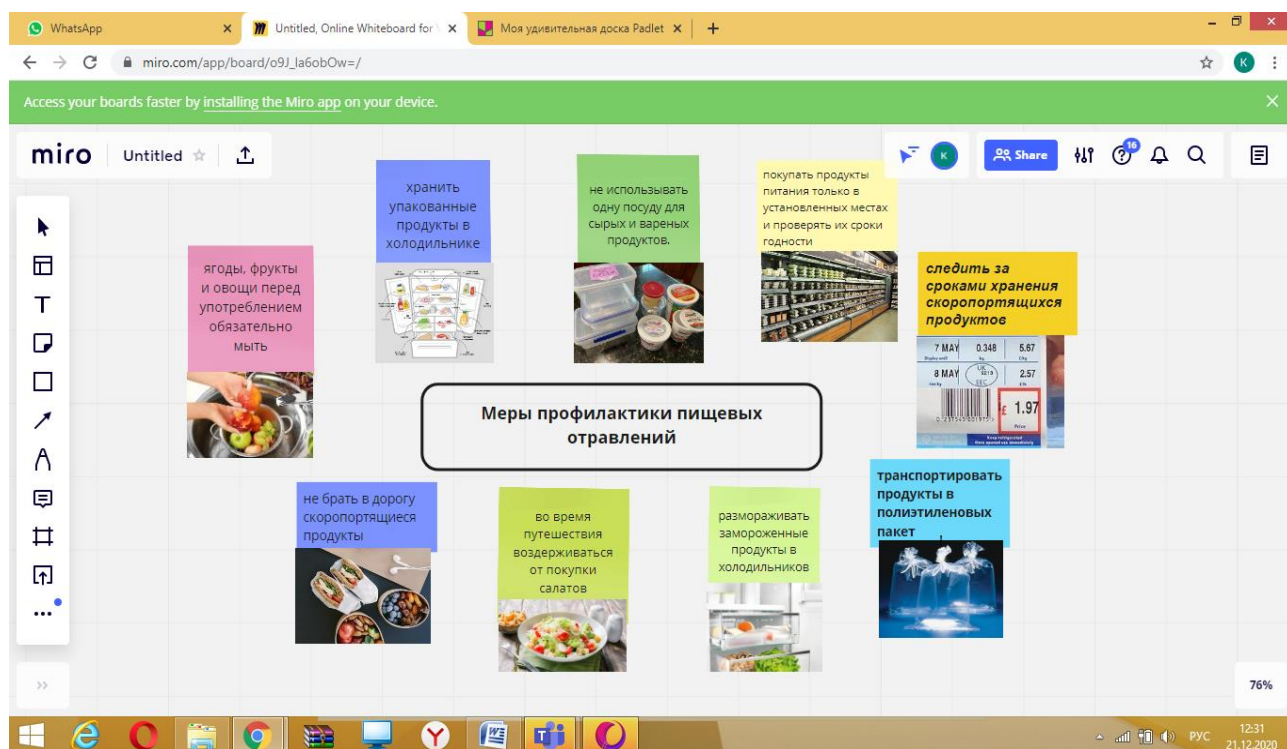 WhatsApp
Untitled, Online Whiteboard for
Моя удивительная доска Padlet
miro.com/app/board/o9J_la6obOw=/
Access your boards faster by installing the Miro app on your device.
miro
Untitled
K
Share
16
ягоды, фрукты
и овощи перед
употреблением
обязательно
мыть
хранить
упакованные
продукты в
холодильнике
не использовать
одну посуду для
сырых и вареных
продуктов.
покупать продукты
питания только в
установленных местах
и проверять их сроки
годности
следить за
сроками хранения
скоропортящихся
продуктов
7 MAY 0.348 5.67
8 MAY 2.57
£ 1.97
Price
Меры профилактики пищевых
отравлений
не брать в дорогу
скоропортящиеся
продукты
во время
путешествия
воздерживаться
от покупки
салатов
размораживать
замороженные
продукты в
холодильников
транспортировать
продукты в
полиэтиленовых
пакет
76%
РУС
12:31
21.12.2020